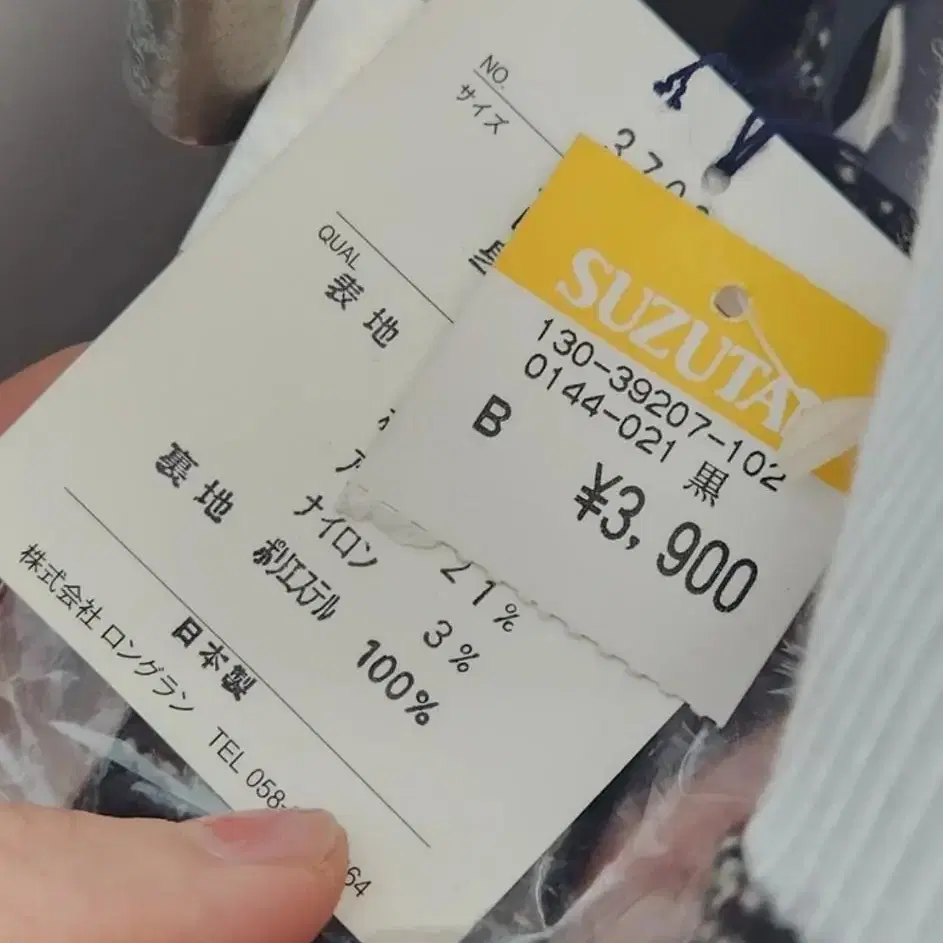 NO.
サイズ
QUAL
表地
ナイロン
21%
3%
裏地
ポリエステル
100%
日本製
株式会社 ロングラン
TEL 058-
64
SUZUTA
130-39207-102
0144-021 黒
B
¥3,900